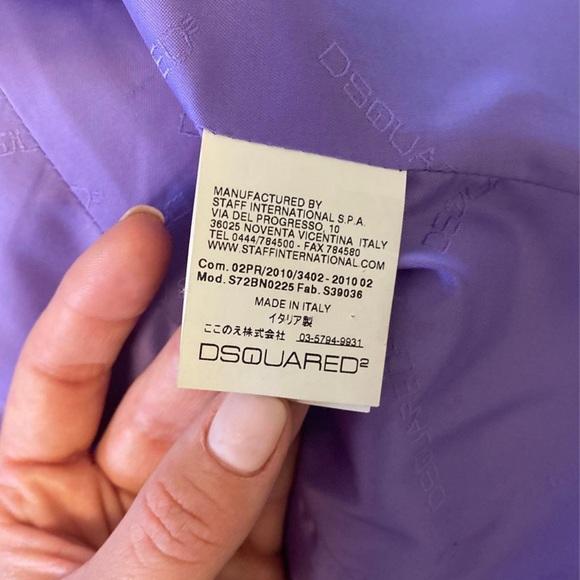 DSQUARED
MANUFACTURED BY
STAFF INTERNATIONAL S.P.A.
VIA DEL PROGRESSO, 10
36025 NOVENTA VICENTINA ITALY
TEL 0444/784500 - FAX 784580
WWW.STAFFINTERNATIONAL.COM
Com. 02PR/2010/3402 - 2010 02
Mod. S72BN0225 Fab. S39036
MADE IN ITALY
イタリア製
ここのえ株式会社 03-5794-9931
DSQUARED²